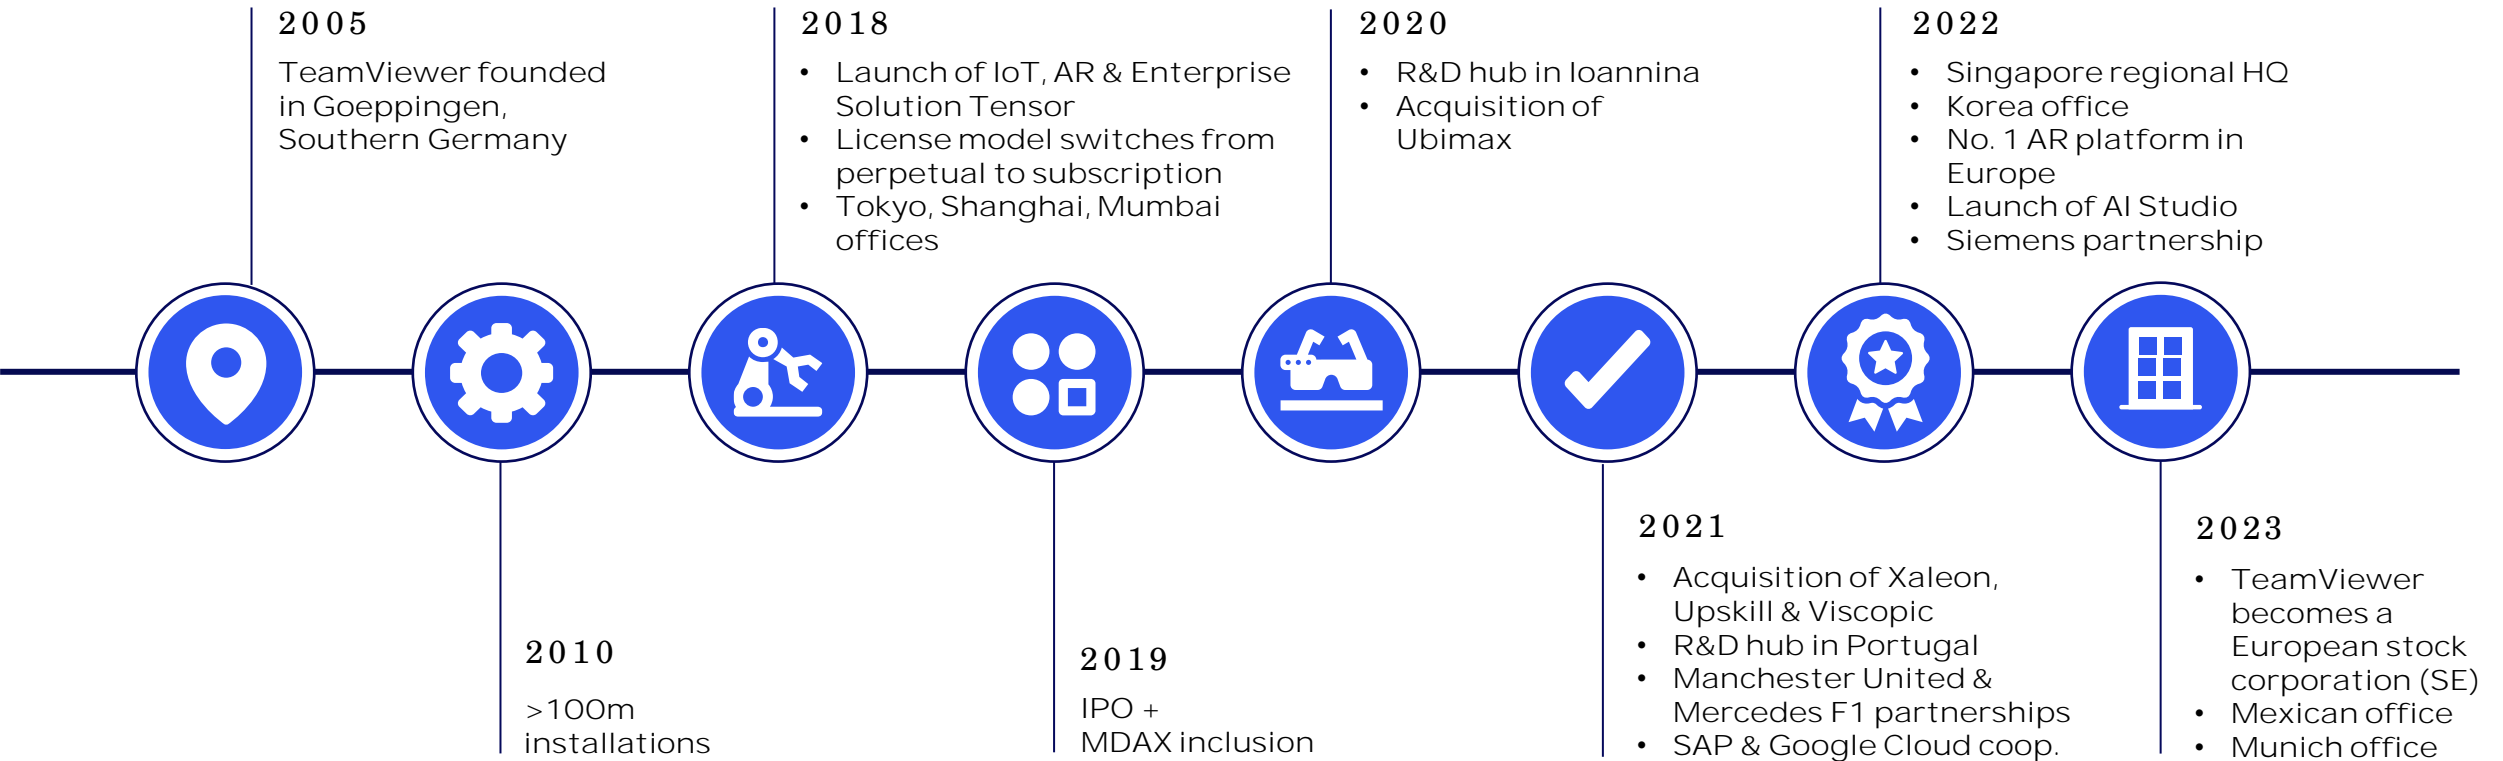 2005
TeamViewer founded
in Goeppingen,
Southern Germany
2010
>100m
installations
2018
• Launch of IoT, AR & Enterprise
Solution Tensor
• License model switches from
perpetual to subscription
• Tokyo, Shanghai, Mumbai
offices
2019
IPO +
MDAX inclusion
2020
• R&D hub in Ioannina
• Acquisition of
Ubimax
2021
• Acquisition of Xaleon,
Upskill & Viscopic
• R&D hub in Portugal
• Manchester United &
Mercedes F1 partnerships
• SAP & Google Cloud coop.
2022
• Singapore regional HQ
• Korea office
• No. 1 AR platform in
Europe
• Launch of AI Studio
• Siemens partnership
2023
• TeamViewer
becomes a
European stock
corporation (SE)
• Mexican office
• Munich office